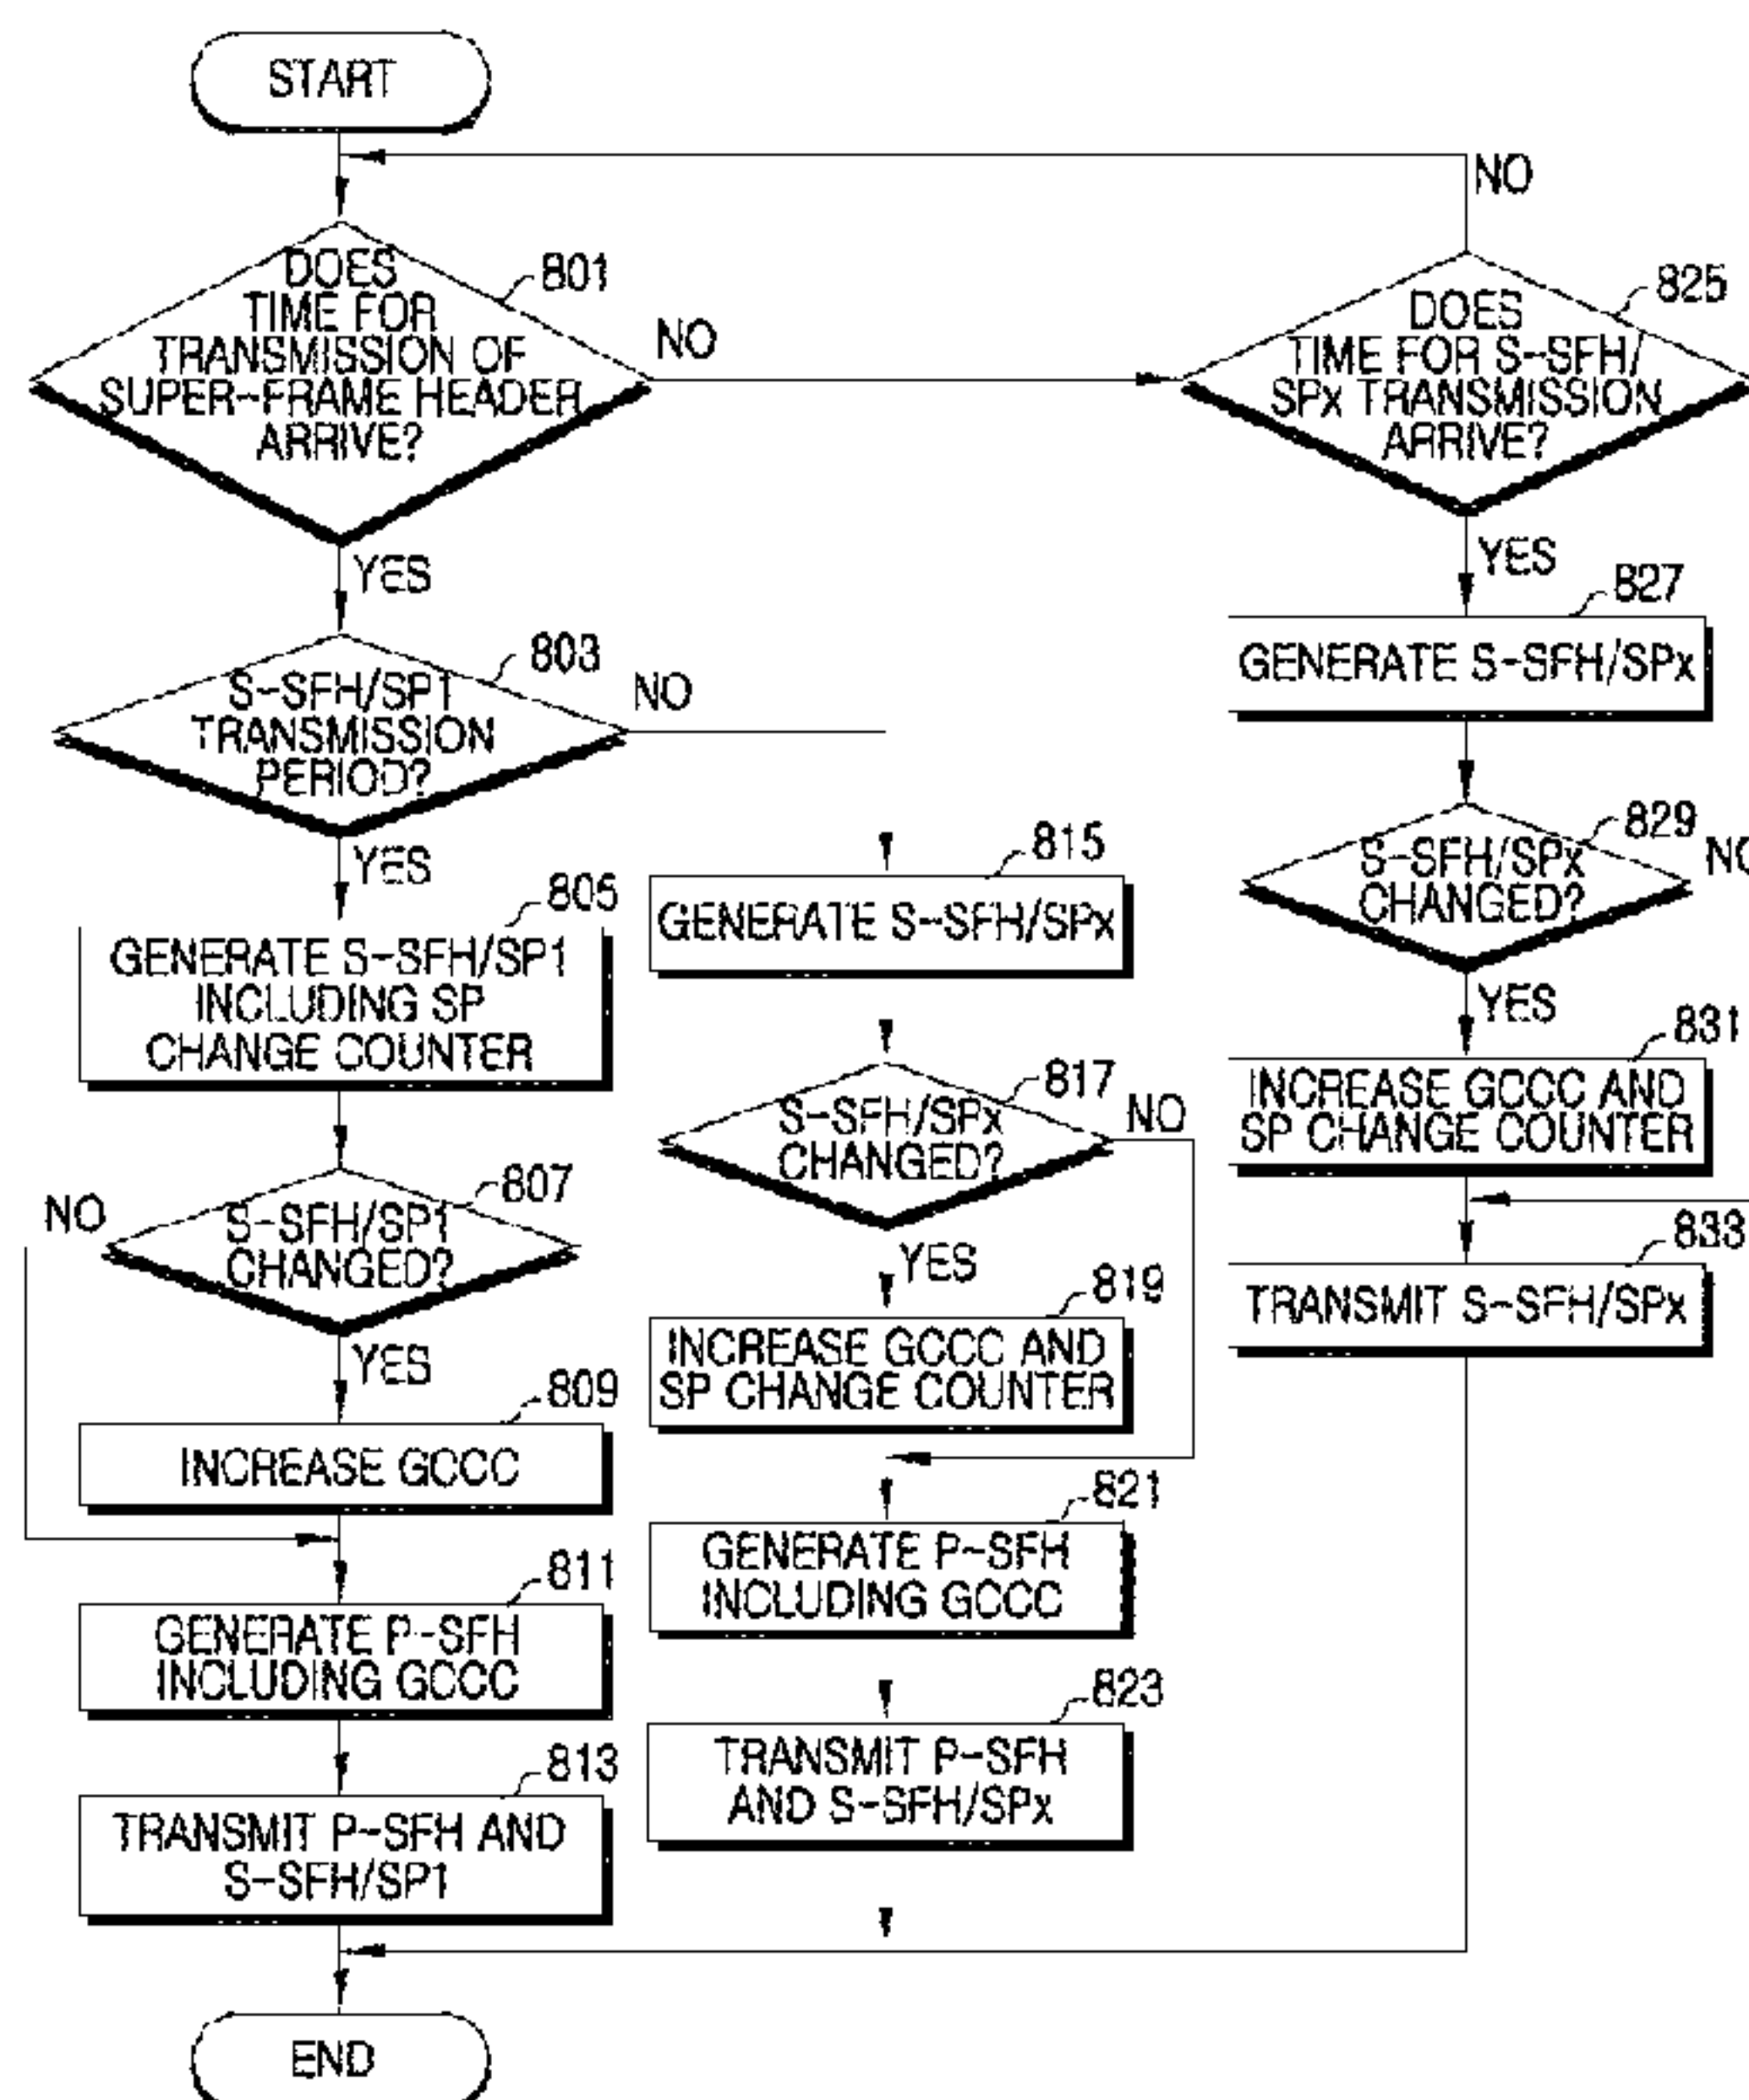 START
NO
DOES
TIME FOR
TRANSMISSION OF
SUPER-FRAME HEADER
ARRIVE?
801
NO
DOES
TIME FOR S-SFH/
SPx TRANSMISSION
ARRIVE?
825
YES
YES
S-SFH/SP1
TRANSMISSION
PERIOD?
803
NO
827
GENERATE S-SFH/SPx
YES
805
GENERATE S-SFH/SP1
INCLUDING SP
CHANGE COUNTER
815
GENERATE S-SFH/SPx
S-SFH/SPx
CHANGED?
829
NO
YES
S-SFH/SP1
CHANGED?
807
NO
S-SFH/SPx
CHANGED?
817
NO
831
INCREASE GCCC AND
SP CHANGE COUNTER
833
TRANSMIT S-SFH/SPx
YES
809
INCREASE GCCC
YES
819
INCREASE GCCC AND
SP CHANGE COUNTER
811
GENERATE P-SFH
INCLUDING GCCC
821
GENERATE P-SFH
INCLUDING GCCC
813
TRANSMIT P-SFH AND
S-SFH/SP1
823
TRANSMIT P-SFH
AND S-SFH/SPx
END